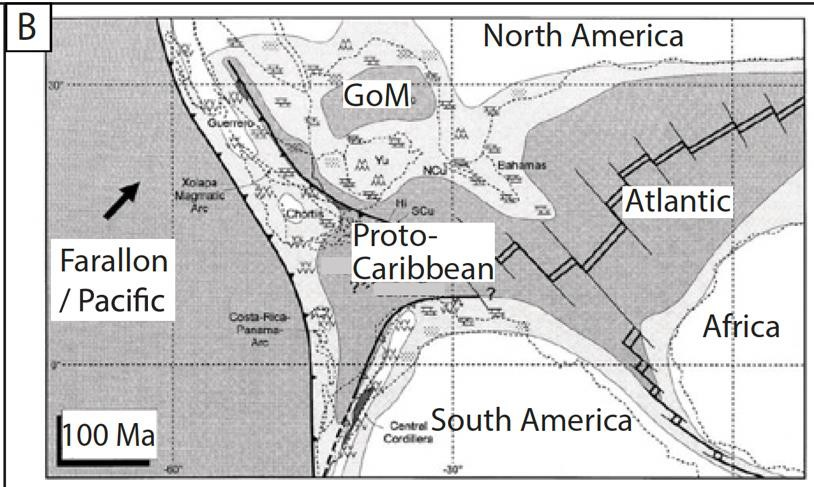 B
North America
30°
GoM
Guerrero
Yu
NCu
Bahamas
Xolapa
Magmatic
Arc
Chortis
Hi
SCu
Atlantic
Proto-
Caribbean
Farallon
/ Pacific
??
?
Costa-Rica-
Panama-
Arc
Africa
0°
100 Ma
Central
Cordillera
South America
-60°
-30°